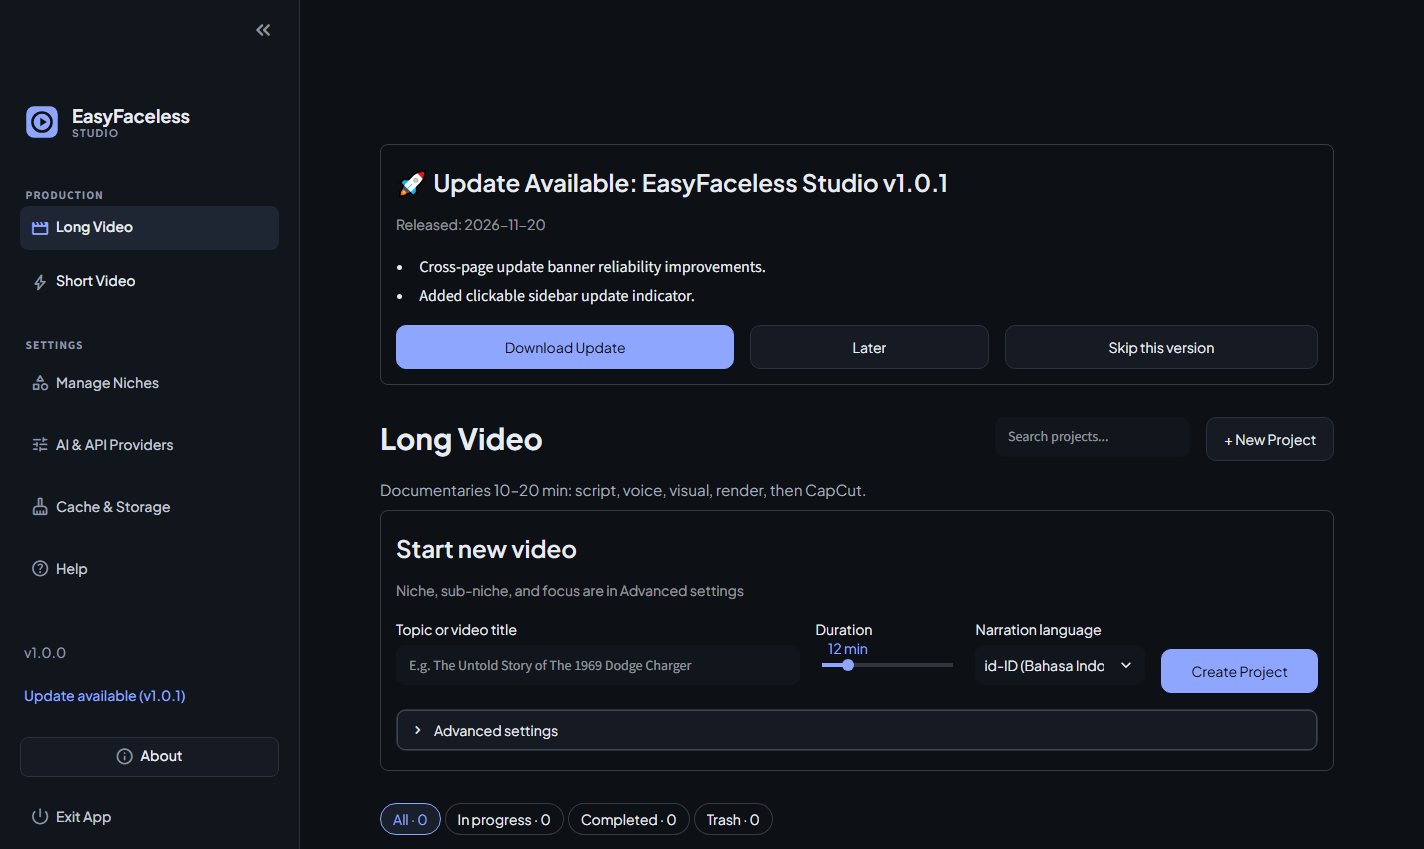 EasyFaceless
STUDIO
PRODUCTION
Long Video
Short Video
SETTINGS
Manage Niches
AI & API Providers
Cache & Storage
Help
v1.0.0
Update available (v1.0.1)
About
Exit App
🚀 Update Available: EasyFaceless Studio v1.0.1
Released: 2026-11-20
• Cross-page update banner reliability improvements.
• Added clickable sidebar update indicator.
Download Update
Later
Skip this version
Long Video
Search projects...
+ New Project
Documentaries 10–20 min: script, voice, visual, render, then CapCut.
Start new video
Niche, sub-niche, and focus are in Advanced settings
Topic or video title
E.g. The Untold Story of The 1969 Dodge Charger
Duration
12 min
Narration language
id-ID (Bahasa Indo
Create Project
Advanced settings
All · 0
In progress · 0
Completed · 0
Trash · 0